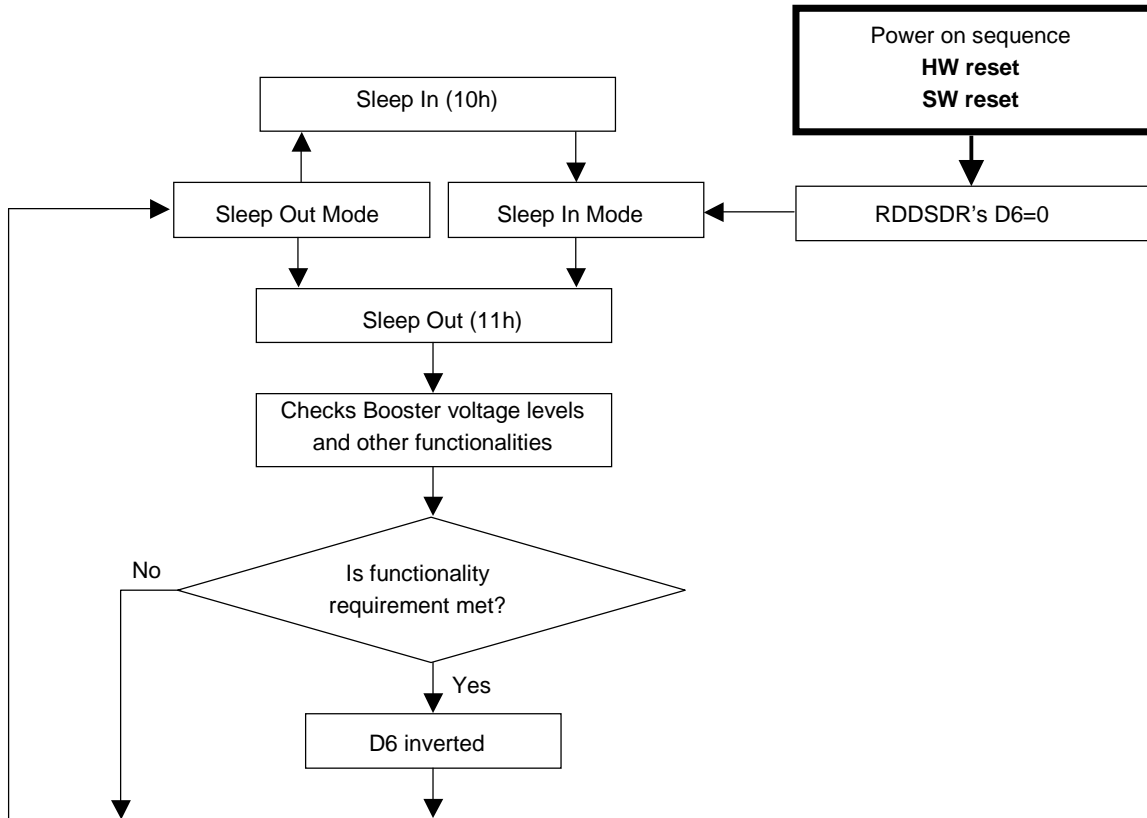 Power on sequence
HW reset
SW reset
Sleep In (10h)
Sleep Out Mode
Sleep In Mode
RDDSDR's D6=0
Sleep Out (11h)
Checks Booster voltage levels
and other functionalities
No
Is functionality
requirement met?
Yes
D6 inverted